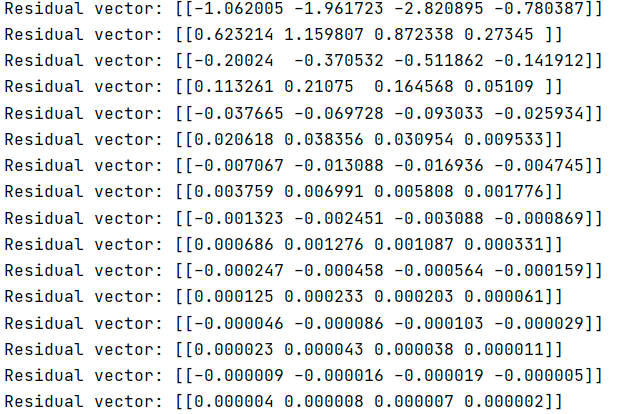 Residual vector: [[-1.062005 -1.961723 -2.820895 -0.780387]]
Residual vector: [[0.623214 1.159807 0.872338 0.27345 ]]
Residual vector: [[-0.20024  -0.370532 -0.511862 -0.141912]]
Residual vector: [[0.113261 0.21075  0.164568 0.05109 ]]
Residual vector: [[-0.037665 -0.069728 -0.093033 -0.025934]]
Residual vector: [[0.020618 0.038356 0.030954 0.009533]]
Residual vector: [[-0.007067 -0.013088 -0.016936 -0.004745]]
Residual vector: [[0.003759 0.006991 0.005808 0.001776]]
Residual vector: [[-0.001323 -0.002451 -0.003088 -0.000869]]
Residual vector: [[0.000686 0.001276 0.001087 0.000331]]
Residual vector: [[-0.000247 -0.000458 -0.000564 -0.000159]]
Residual vector: [[0.000125 0.000233 0.000203 0.000061]]
Residual vector: [[-0.000046 -0.000086 -0.000103 -0.000029]]
Residual vector: [[0.000023 0.000043 0.000038 0.000011]]
Residual vector: [[-0.000009 -0.000016 -0.000019 -0.000005]]
Residual vector: [[0.000004 0.000008 0.000007 0.000002]]